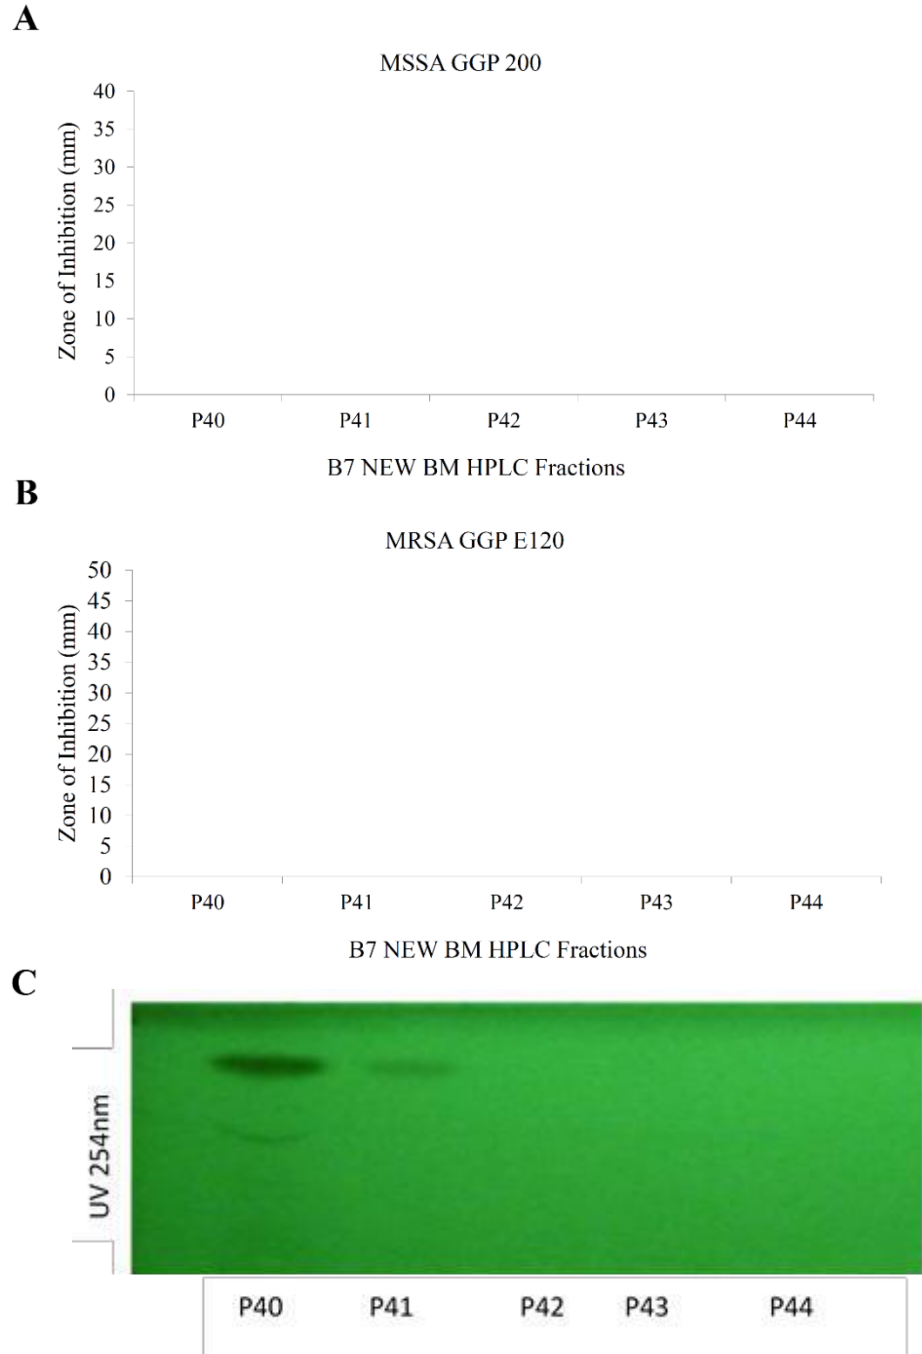 A
MSSA GGP 200
Zone of Inhibition (mm)
40
35
30
25
20
15
10
5
0
P40 P41 P42 P43 P44
B7 NEW BM HPLC Fractions
B
MRSA GGP E120
Zone of Inhibition (mm)
50
45
40
35
30
25
20
15
10
5
0
P40 P41 P42 P43 P44
B7 NEW BM HPLC Fractions
C
UV 254nm
P40 P41 P42 P43 P44